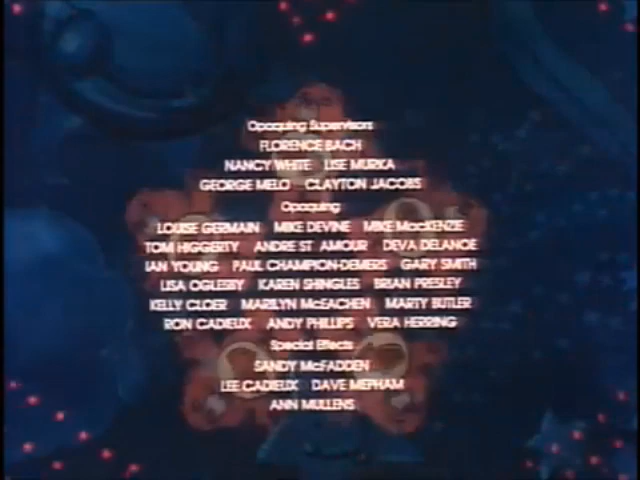 Opaquing Supervisors
FLORENCE BACH
NANCY WHITE LISE MURKA
GEORGE MELO CLAYTON JACOBS
Opaquing
LOUISE GERMAIN MIKE DEVINE MIKE MacKENZIE
TOM HIGGERTY ANDRE ST AMOUR DEVA DELANOE
IAN YOUNG PAUL CHAMPION-DEMERS GARY SMITH
LISA OGLESBY KAREN SHINGLES BRIAN PRESLEY
KELLY CLOER MARILYN McEACHEN MARTY BUTLER
RON CADIEUX ANDY PHILLIPS VERA HERRING
Special Effects
SANDY McFADDEN
LEE CADIEUX DAVE MEPHAM
ANN MULLENS